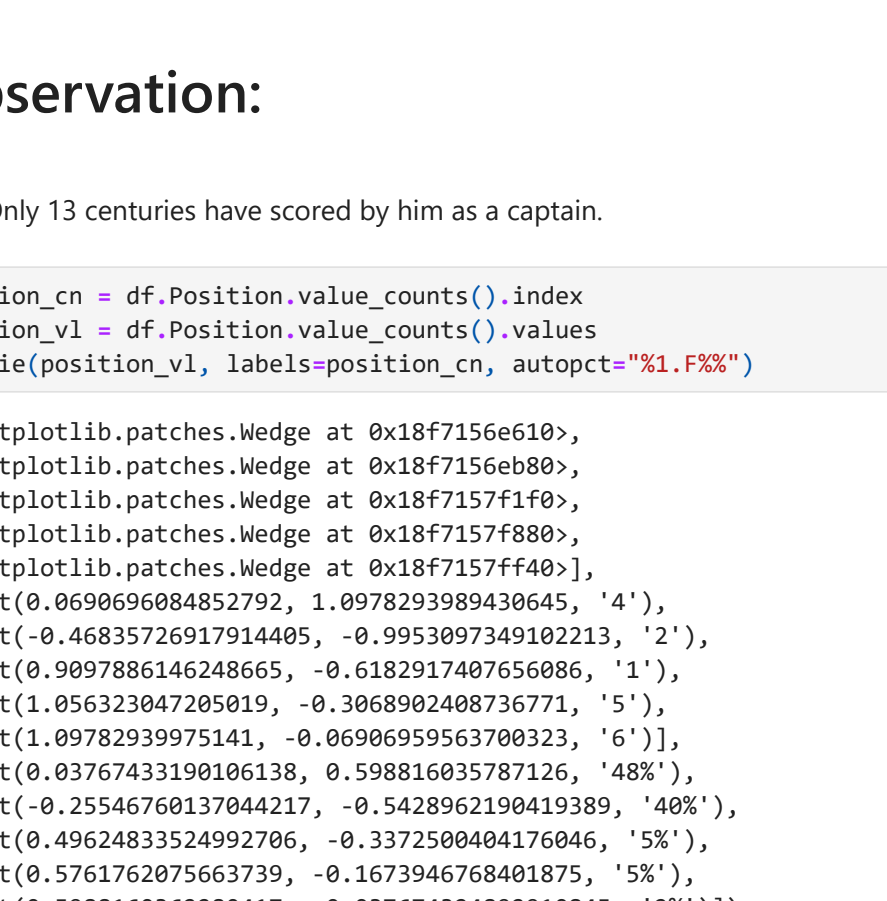 servation:
nly 13 centuries have scored by him as a captain.
ion_cn = df.Position.value_counts().index
ion_vl = df.Position.value_counts().values
ie(position_vl, labels=position_cn, autopct="%1.F%%")
tplotlib.patches.Wedge at 0x18f7156e610>,
tplotlib.patches.Wedge at 0x18f7156eb80>,
tplotlib.patches.Wedge at 0x18f7157f1f0>,
tplotlib.patches.Wedge at 0x18f7157f880>,
tplotlib.patches.Wedge at 0x18f7157ff40>],
t(0.0690696084852792, 1.0978293989430645, '4'),
t(-0.46835726917914405, -0.9953097349102213, '2'),
t(0.9097886146248665, -0.6182917407656086, '1'),
t(1.056323047205019, -0.3068902408736771, '5'),
t(1.09782939975141, -0.06906959563700323, '6')],
t(0.03767433190106138, 0.598816035787126, '48%'),
t(-0.25546760137044217, -0.5428962190419389, '40%'),
t(0.49624833524992706, -0.3372500404176046, '5%'),
t(0.5761762075663739, -0.1673946768401875, '5%'),